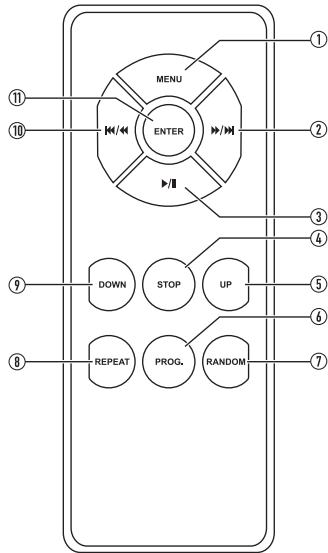 ① MENU
⑪
⑩ ⏮/⏪ ENTER ⏩/⏭ ②
▶/⏸ ③
④
⑨ DOWN STOP UP ⑤
⑥
⑧ REPEAT PROG. RANDOM ⑦